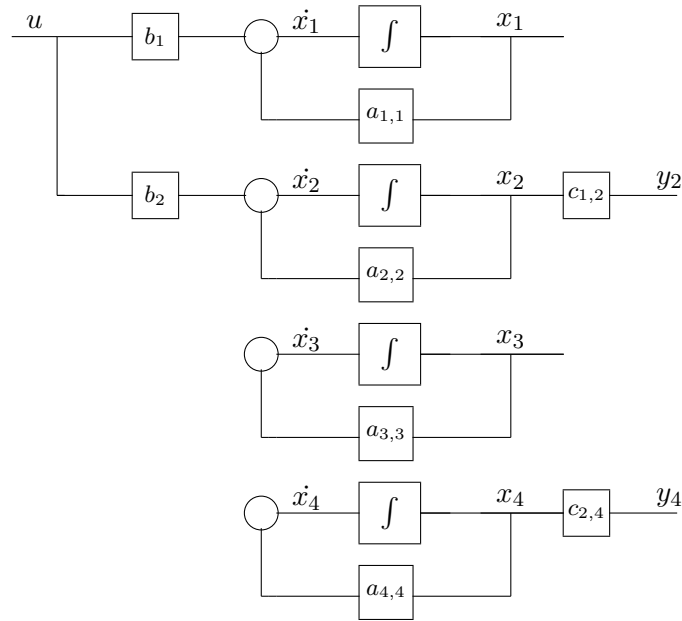 u b₁ ẋ₁ ∫ x₁
a₁,₁
b₂ ẋ₂ ∫ x₂ c₁,₂ y₂
a₂,₂
ẋ₃ ∫ x₃
a₃,₃
ẋ₄ ∫ x₄ c₂,₄ y₄
a₄,₄